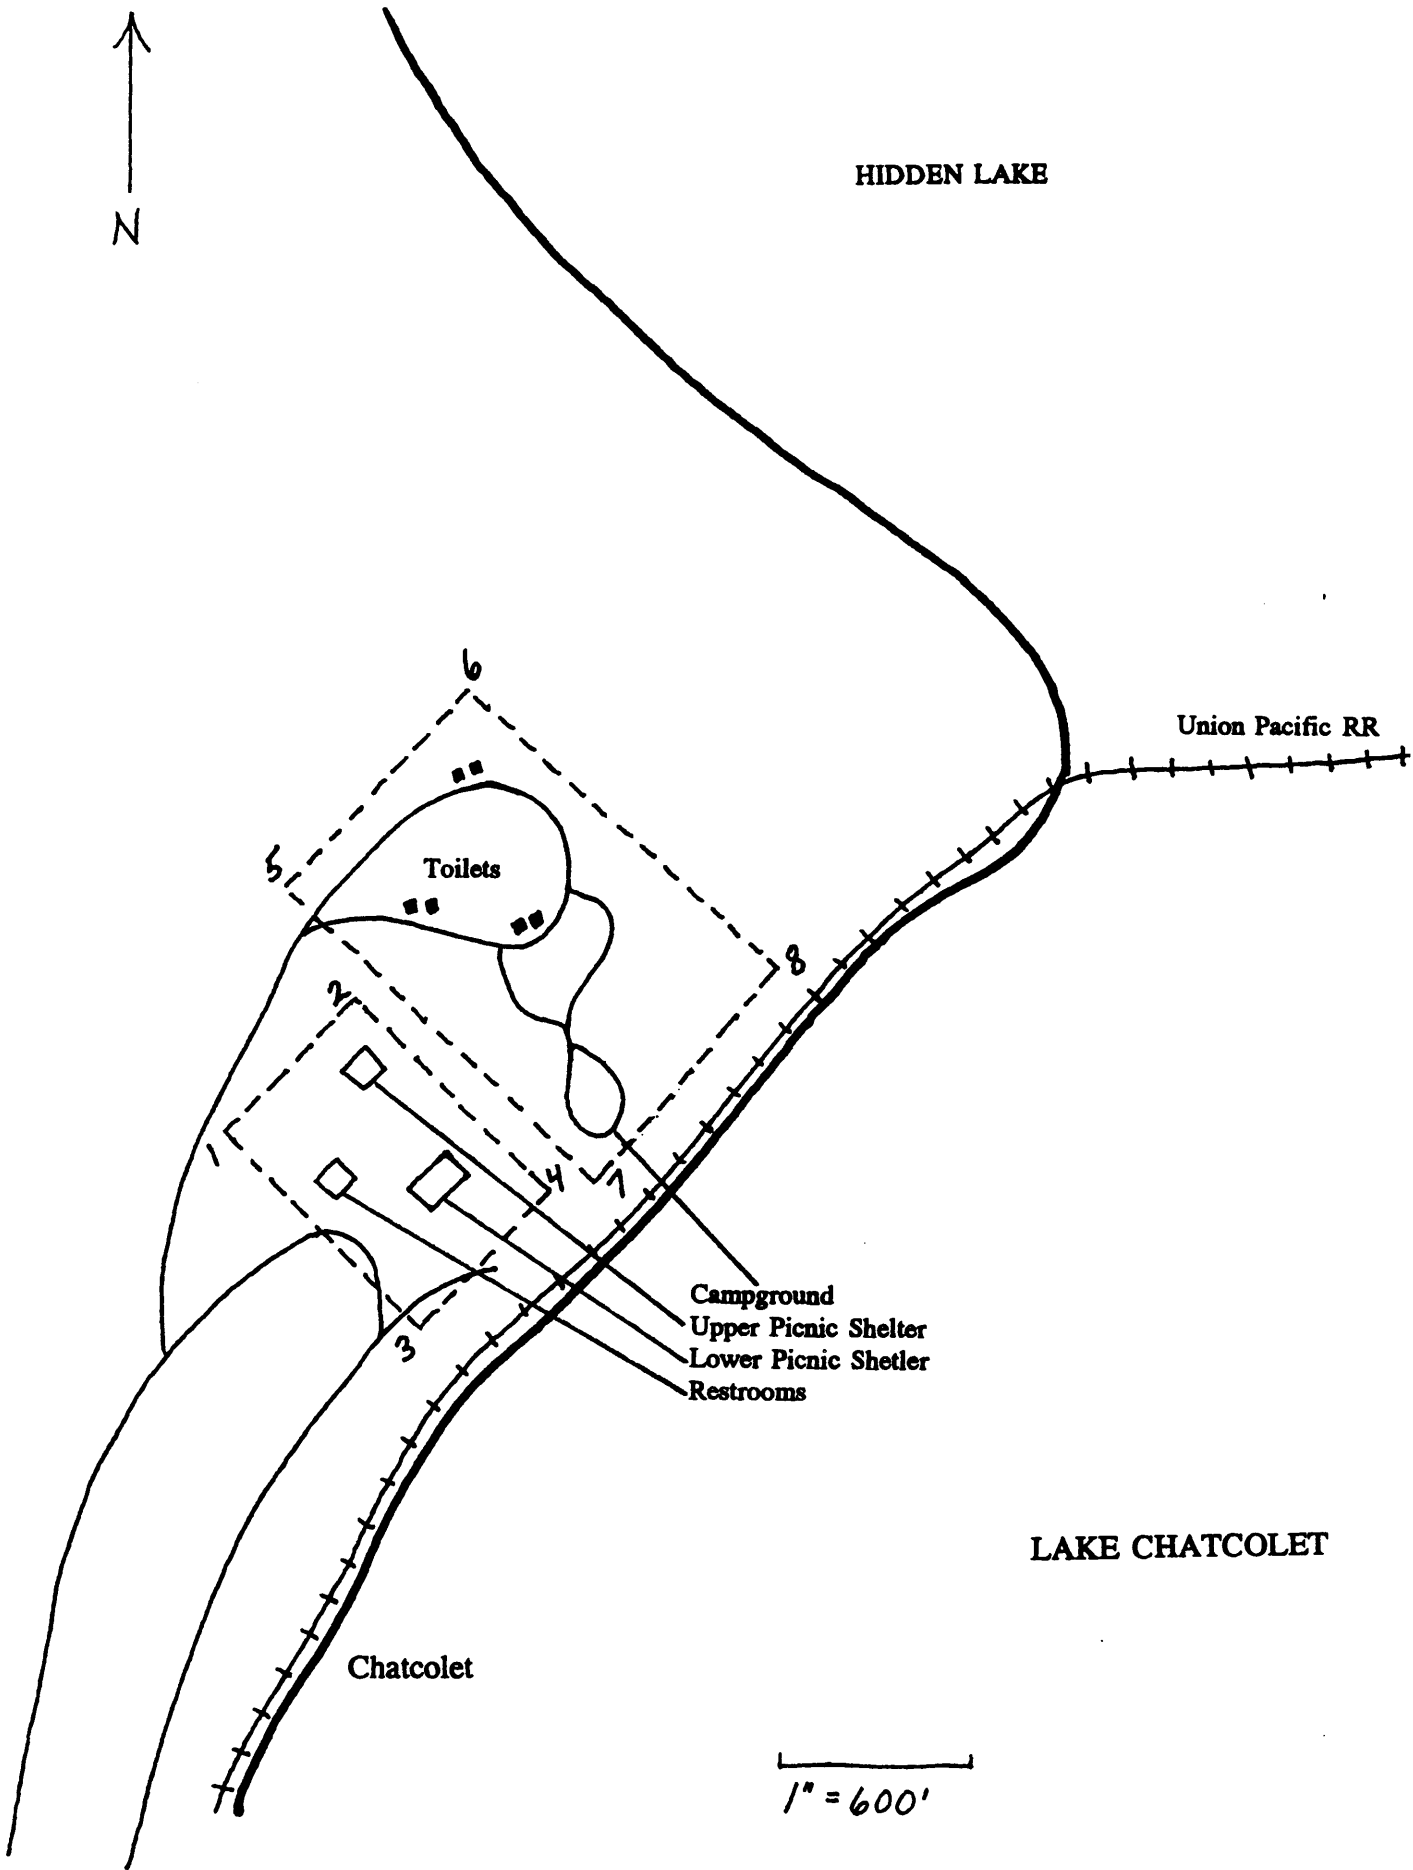 N
HIDDEN LAKE
6
Union Pacific RR
5
Toilets
8
2
1
4
7
3
Campground
Upper Picnic Shelter
Lower Picnic Shetler
Restrooms
LAKE CHATCOLET
Chatcolet
1" = 600'